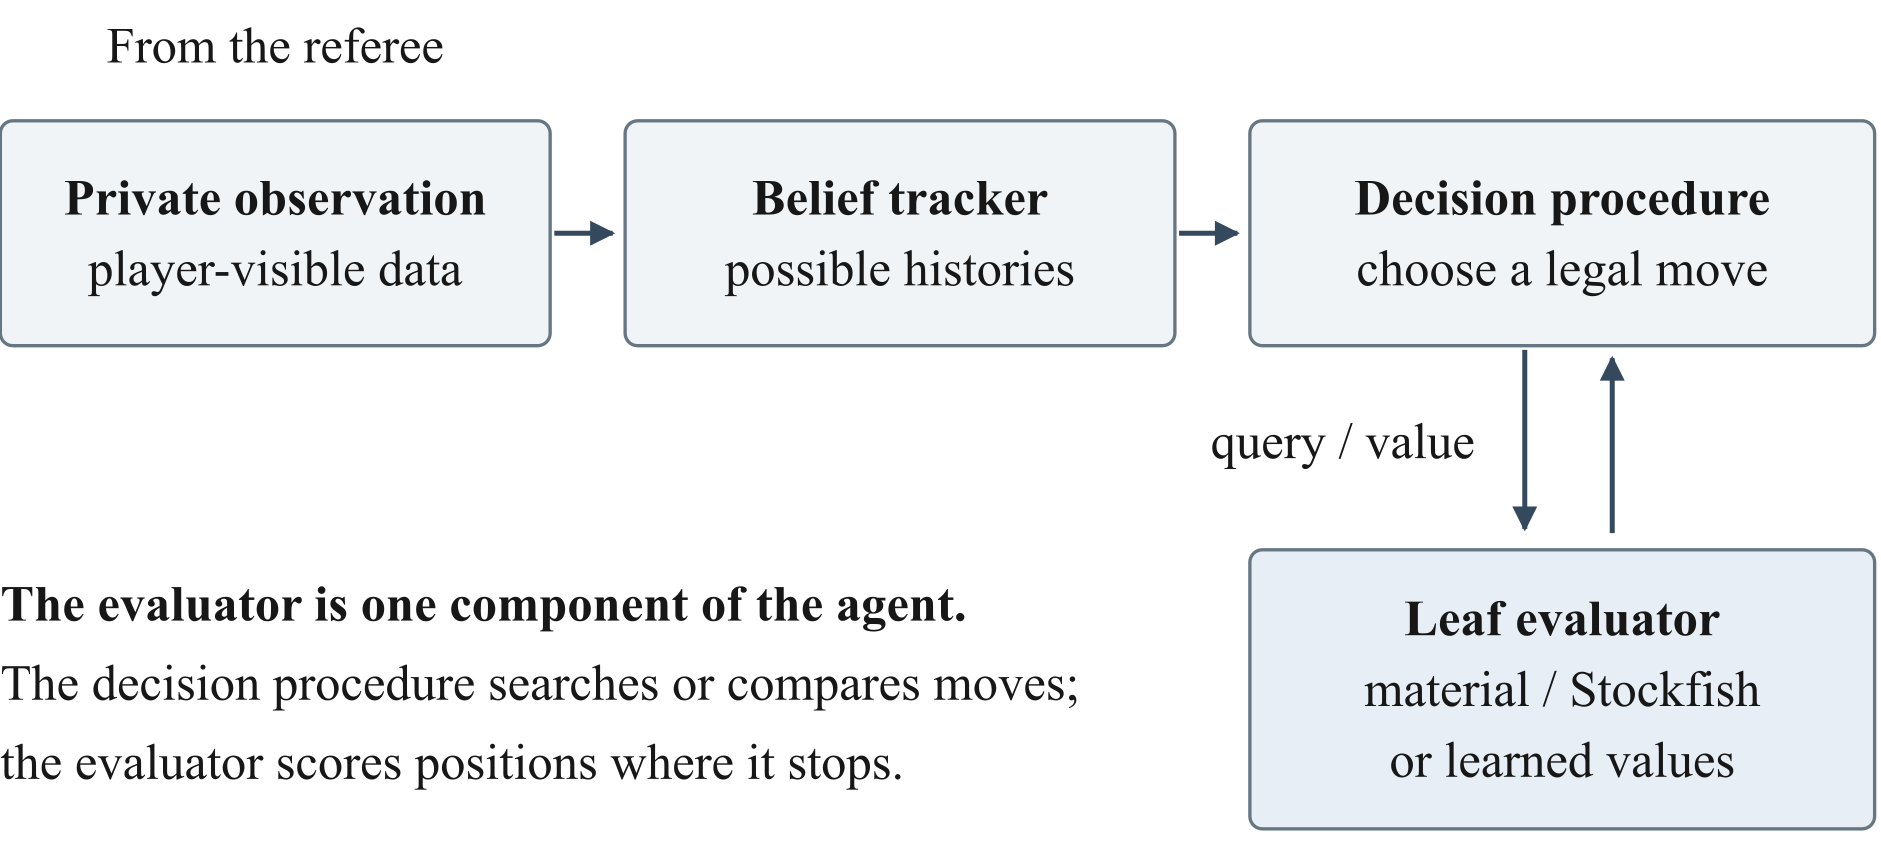 From the referee
Private observation
player-visible data
Belief tracker
possible histories
Decision procedure
choose a legal move
query / value
Leaf evaluator
material / Stockfish
or learned values
The evaluator is one component of the agent.
The decision procedure searches or compares moves;
the evaluator scores positions where it stops.